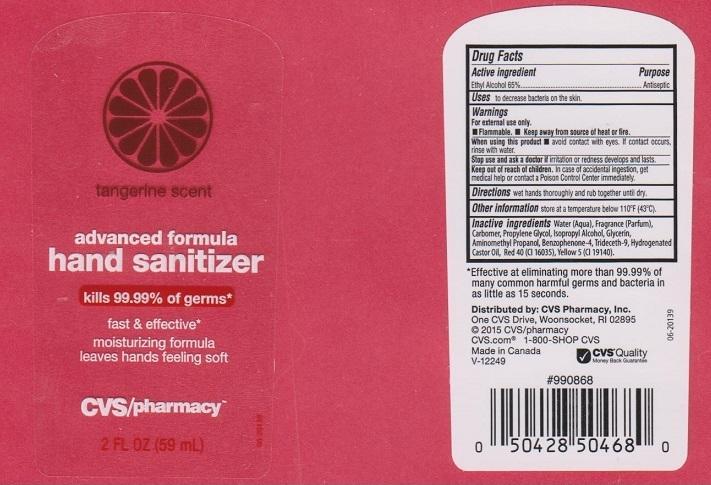 tangerine scent
advanced formula
hand sanitizer
kills 99.99% of germs*
fast & effective*
moisturizing formula
leaves hands feeling soft
CVS/pharmacy™
2 FL OZ (59 mL)
Drug Facts
Active ingredient Purpose
Ethyl Alcohol 65%.......................................... Antiseptic
Uses to decrease bacteria on the skin.
Warnings
For external use only.
■ Flammable. ■ Keep away from source of heat or fire.
When using this product ■ avoid contact with eyes. If contact occurs,
rinse with water.
Stop use and ask a doctor if irritation or redness develops and lasts.
Keep out of reach of children. In case of accidental ingestion, get
medical help or contact a Poison Control Center immediately.
Directions wet hands thoroughly and rub together until dry.
Other information store at a temperature below 110°F (43°C).
Inactive ingredients Water (Aqua), Fragrance (Parfum),
Carbomer, Propylene Glycol, Isopropyl Alcohol, Glycerin,
Aminomethyl Propanol, Benzophenone-4, Trideceth-9, Hydrogenated
Castor Oil, Red 40 (CI 16035), Yellow 5 (CI 19140).
*Effective at eliminating more than 99.99% of
many common harmful germs and bacteria in
as little as 15 seconds.
Distributed by: CVS Pharmacy, Inc.
One CVS Drive, Woonsocket, RI 02895
© 2015 CVS/pharmacy
CVS.com® 1-800-SHOP CVS
Made in Canada
V-12249
CVS Quality
Money Back Guarantee
06-20139
#990868
0 50428 50468 0